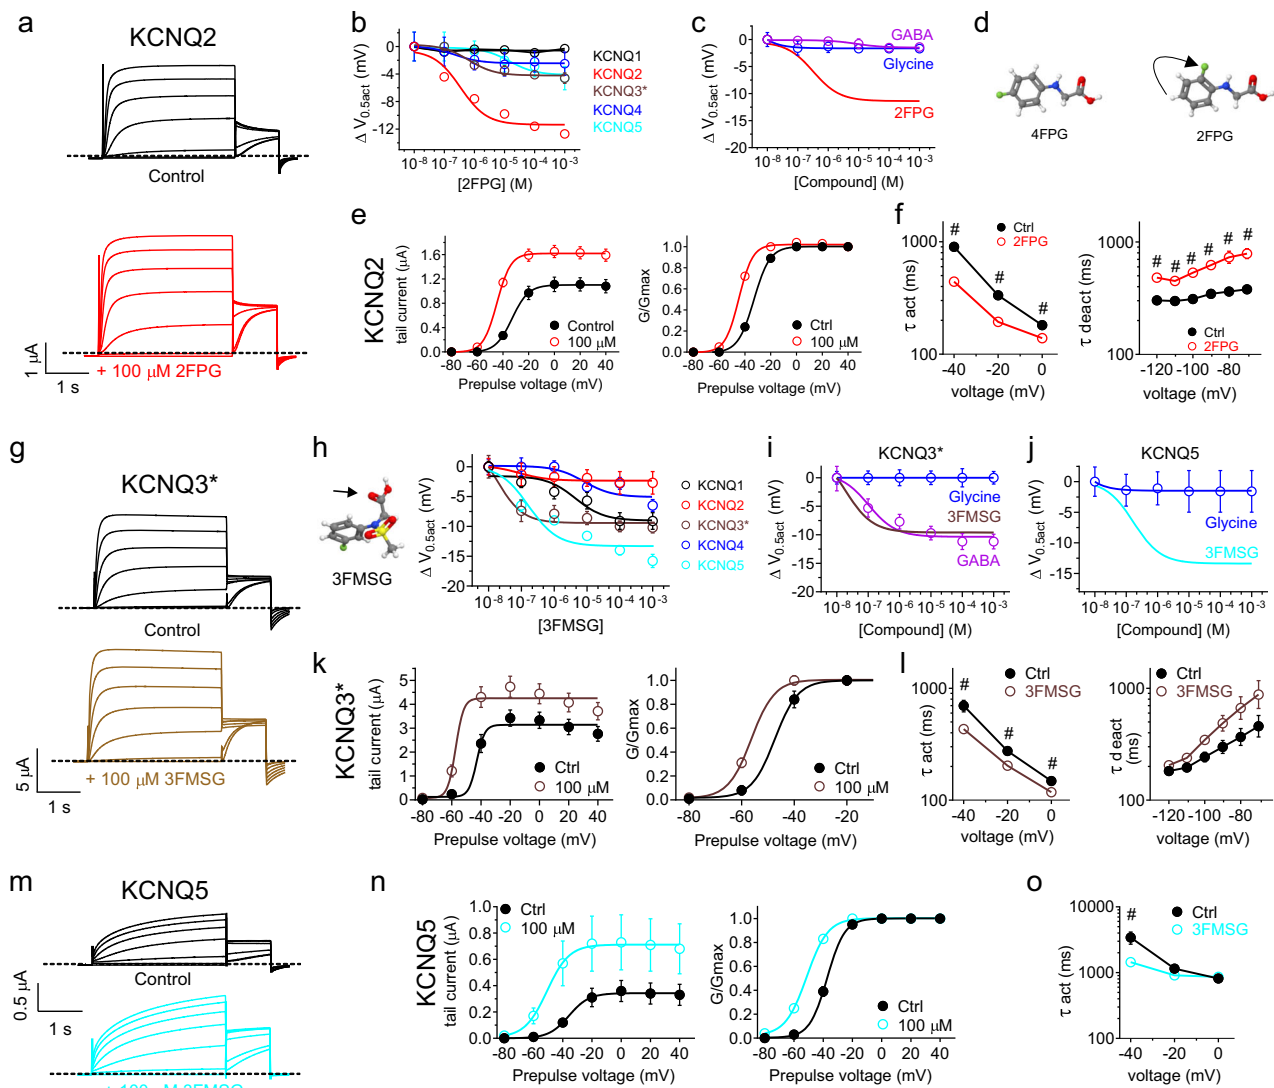 a
KCNQ2
Control
1 μA
1 s
+ 100 μM 2FPG
b
Δ V0.5act (mV)
0
-4
-8
-12
10-8 10-7 10-6 10-5 10-4 10-3
[2FPG] (M)
KCNQ1
KCNQ2
KCNQ3*
KCNQ4
KCNQ5
c
Δ V0.5act (mV)
0
-5
-10
-15
-20
GABA
Glycine
2FPG
10-8 10-7 10-6 10-5 10-4 10-3
[Compound] (M)
d
4FPG
2FPG
e
KCNQ2
tail current (μA)
1.6
1.2
0.8
0.4
0.0
Control
100 μM
-80 -60 -40 -20 0 20 40
Prepulse voltage (mV)
G/Gmax
1.0
0.8
0.6
0.4
0.2
0.0
Ctrl
100 μM
-80 -60 -40 -20 0 20 40
Prepulse voltage (mV)
f
τ act (ms)
1000
100
# # #
Ctrl
2FPG
-40 -20 0
voltage (mV)
τ deact (ms)
1000
100
# # # # # #
Ctrl
2FPG
-120 -100 -80
voltage (mV)
g
KCNQ3*
Control
5 μA
1 s
+ 100 μM 3FMSG
h
3FMSG
Δ V0.5act (mV)
0
-5
-10
-15
-20
10-8 10-7 10-6 10-5 10-4 10-3
[3FMSG]
KCNQ1
KCNQ2
KCNQ3*
KCNQ4
KCNQ5
i
KCNQ3*
Δ V0.5act (mV)
0
-5
-10
-15
-20
Glycine
3FMSG
GABA
10-8 10-7 10-6 10-5 10-4 10-3
[Compound] (M)
j
KCNQ5
Δ V0.5act (mV)
0
-5
-10
-15
Glycine
3FMSG
10-8 10-7 10-6 10-5 10-4 10-3
[Compound] (M)
k
KCNQ3*
tail current (μA)
5
4
3
2
1
0
Ctrl
100 μM
-80 -60 -40 -20 0 20 40
Prepulse voltage (mV)
G/Gmax
1.0
0.8
0.6
0.4
0.2
0.0
Ctrl
100 μM
-80 -60 -40 -20
Prepulse voltage (mV)
l
τ act (ms)
1000
100
# # #
Ctrl
3FMSG
-40 -20 0
voltage (mV)
τ d eact
(ms)
1000
100
Ctrl
3FMSG
-120 -100 -80
voltage (mV)
m
KCNQ5
Control
0.5 μA
1 s
+ 100 μM 3FMSG
n
KCNQ5
tail current (μA)
1.0
0.8
0.6
0.4
0.2
0.0
Ctrl
100 μM
-80 -60 -40 -20 0 20 40
Prepulse voltage (mV)
G/Gmax
1.0
0.8
0.6
0.4
0.2
0.0
Ctrl
100 μM
-80 -60 -40 -20 0 20 40
Prepulse voltage (mV)
o
τ act (ms)
10000
1000
100
#
Ctrl
3FMSG
-40 -20 0
voltage (mV)